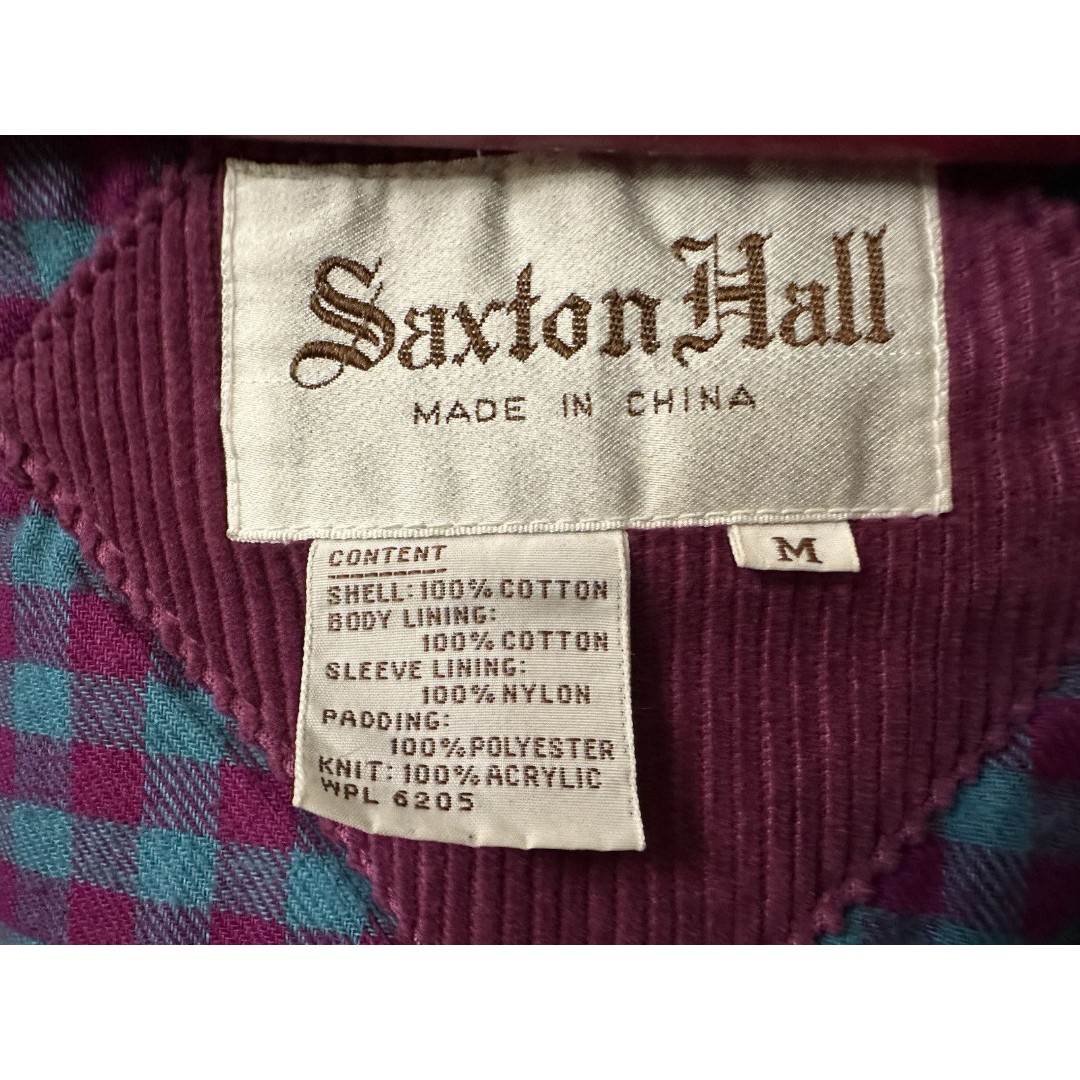 Saxton Hall
MADE IN CHINA
M
CONTENT
SHELL: 100% COTTON
BODY LINING:
100% COTTON
SLEEVE LINING:
100% NYLON
PADDING:
100% POLYESTER
KNIT: 100% ACRYLIC
WPL 6205